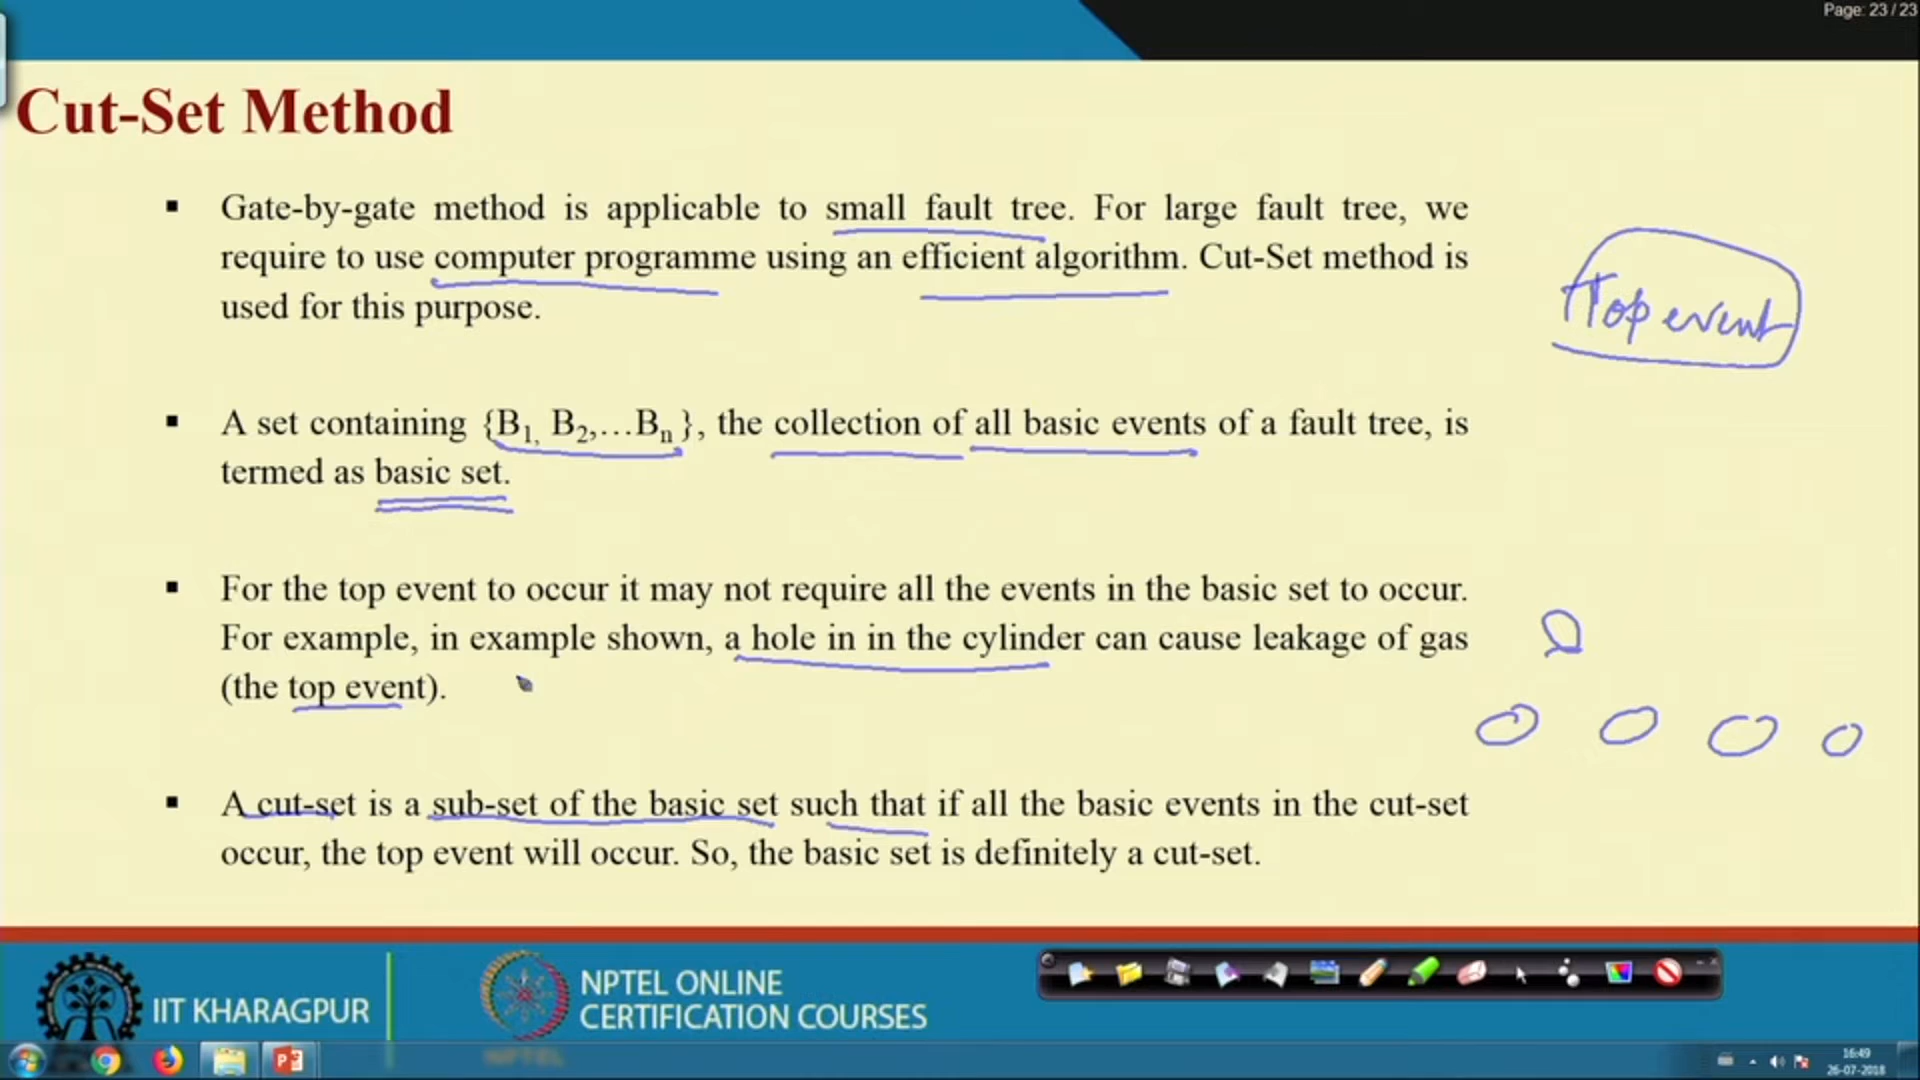 Page: 23 / 23
Cut-Set Method
▪ Gate-by-gate method is applicable to small fault tree. For large fault tree, we
require to use computer programme using an efficient algorithm. Cut-Set method is
used for this purpose.
Top event
▪ A set containing {B1, B2,…Bn }, the collection of all basic events of a fault tree, is
termed as basic set.
▪ For the top event to occur it may not require all the events in the basic set to occur.
For example, in example shown, a hole in in the cylinder can cause leakage of gas
(the top event).
▪ A cut-set is a sub-set of the basic set such that if all the basic events in the cut-set
occur, the top event will occur. So, the basic set is definitely a cut-set.
IIT KHARAGPUR
NPTEL ONLINE
CERTIFICATION COURSES
NPTEL
16:49
26-07-2018